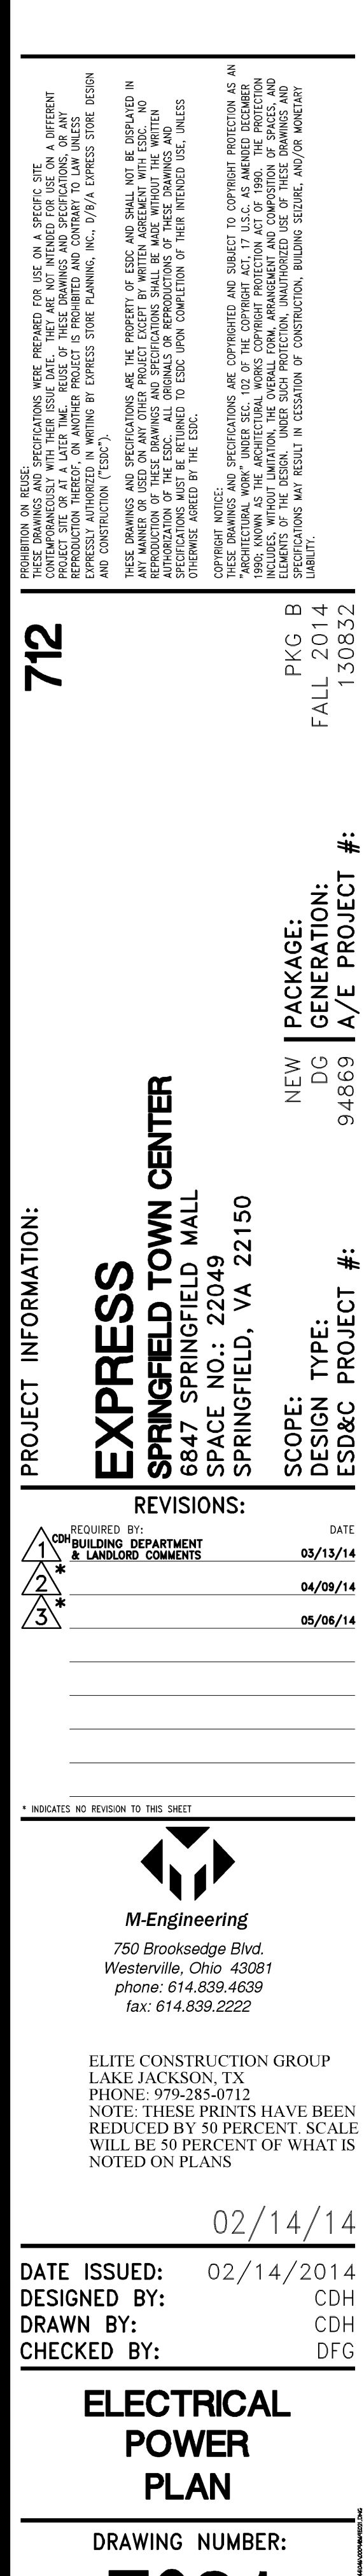 PROHIBITION ON REUSE:
THESE DRAWINGS AND SPECIFICATIONS WERE PREPARED FOR USE ON A SPECIFIC SITE
CONTEMPORANEOUSLY WITH THEIR ISSUE DATE. THEY ARE NOT INTENDED FOR USE ON A DIFFERENT
PROJECT SITE OR AT A LATER TIME. REUSE OF THESE DRAWINGS AND SPECIFICATIONS, OR ANY
REPRODUCTION THEREOF, ON ANOTHER PROJECT IS PROHIBITED AND CONTRARY TO LAW UNLESS
EXPRESSLY AUTHORIZED IN WRITING BY EXPRESS STORE PLANNING, INC., D/B/A EXPRESS STORE DESIGN
AND CONSTRUCTION ("ESDC").
THESE DRAWINGS AND SPECIFICATIONS ARE THE PROPERTY OF ESDC AND SHALL NOT BE DISPLAYED IN
ANY MANNER OR USED ON ANY OTHER PROJECT EXCEPT BY WRITTEN AGREEMENT WITH ESDC. NO
REPRODUCTION OF THESE DRAWINGS AND SPECIFICATIONS SHALL BE MADE WITHOUT THE WRITTEN
AUTHORIZATION OF THE ESDC. ALL ORIGINALS OR REPRODUCTIONS OF THESE DRAWINGS AND
SPECIFICATIONS MUST BE RETURNED TO ESDC UPON COMPLETION OF THEIR INTENDED USE, UNLESS
OTHERWISE AGREED BY THE ESDC.
COPYRIGHT NOTICE:
THESE DRAWINGS AND SPECIFICATIONS ARE COPYRIGHTED AND SUBJECT TO COPYRIGHT PROTECTION AS AN
"ARCHITECTURAL WORK" UNDER SEC. 102 OF THE COPYRIGHT ACT, 17 U.S.C. AS AMENDED DECEMBER
1990; KNOWN AS THE ARCHITECTURAL WORKS COPYRIGHT PROTECTION ACT OF 1990. THE PROTECTION
INCLUDES, WITHOUT LIMITATION, THE OVERALL FORM, ARRANGEMENT AND COMPOSITION OF SPACES, AND
ELEMENTS OF THE DESIGN. UNDER SUCH PROTECTION, UNAUTHORIZED USE OF THESE DRAWINGS AND
SPECIFICATIONS MAY RESULT IN CESSATION OF CONSTRUCTION, BUILDING SEIZURE, AND/OR MONETARY
LIABILITY.
PROJECT INFORMATION: 712
EXPRESS
SPRINGFIELD TOWN CENTER
6847 SPRINGFIELD MALL
SPACE NO.: 22049
SPRINGFIELD, VA 22150
SCOPE: NEW PACKAGE: PKG B
DESIGN TYPE: DG GENERATION: FALL 2014
ESD&C PROJECT #: 94869 A/E PROJECT #: 130832
REVISIONS:
REQUIRED BY: DATE
1 CDH BUILDING DEPARTMENT
& LANDLORD COMMENTS 03/13/14
2 * 04/09/14
3 * 05/06/14
* INDICATES NO REVISION TO THIS SHEET
M-Engineering
750 Brooksedge Blvd.
Westerville, Ohio 43081
phone: 614.839.4639
fax: 614.839.2222
ELITE CONSTRUCTION GROUP
LAKE JACKSON, TX
PHONE: 979-285-0712
NOTE: THESE PRINTS HAVE BEEN
REDUCED BY 50 PERCENT. SCALE
WILL BE 50 PERCENT OF WHAT IS
NOTED ON PLANS
02/14/14
DATE ISSUED: 02/14/2014
DESIGNED BY: CDH
DRAWN BY: CDH
CHECKED BY: DFG
ELECTRICAL
POWER
PLAN
DRAWING NUMBER: